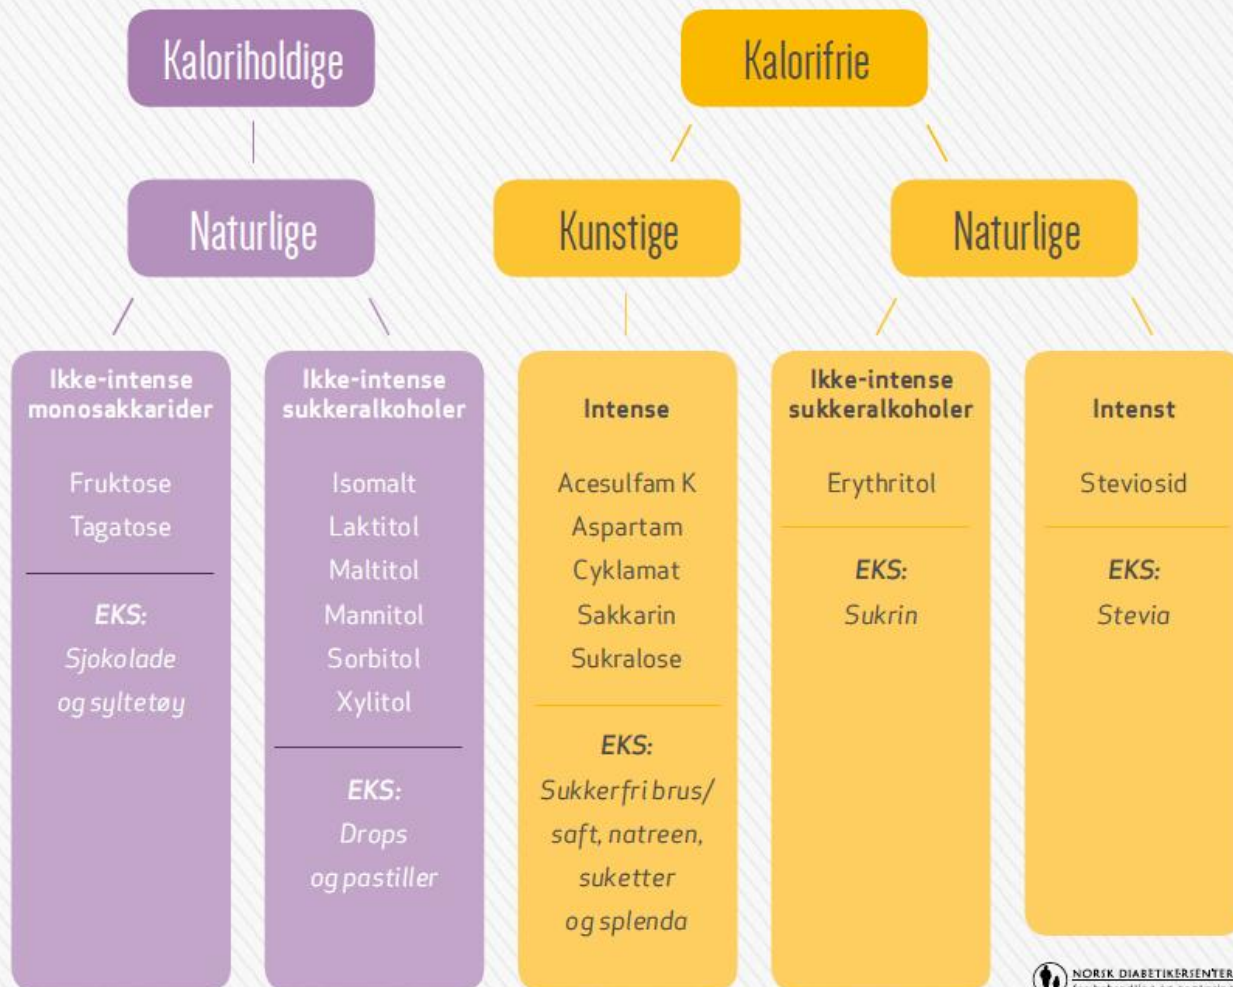 Kaloriholdige
Kalorifrie
Naturlige
Kunstige
Naturlige
Ikke-intense
monosakkarider
Fruktose
Tagatose
EKS:
Sjokolade
og syltetøy
Ikke-intense
sukkeralkoholer
Isomalt
Laktitol
Maltitol
Mannitol
Sorbitol
Xylitol
EKS:
Drops
og pastiller
Intense
Acesulfam K
Aspartam
Cyklamat
Sakkarin
Sukralose
EKS:
Sukkerfri brus/
saft, natreen,
suketter
og splenda
Ikke-intense
sukkeralkoholer
Erythritol
EKS:
Sukrin
Intenst
Steviosid
EKS:
Stevia
NORSK DIABETIKERSENTER